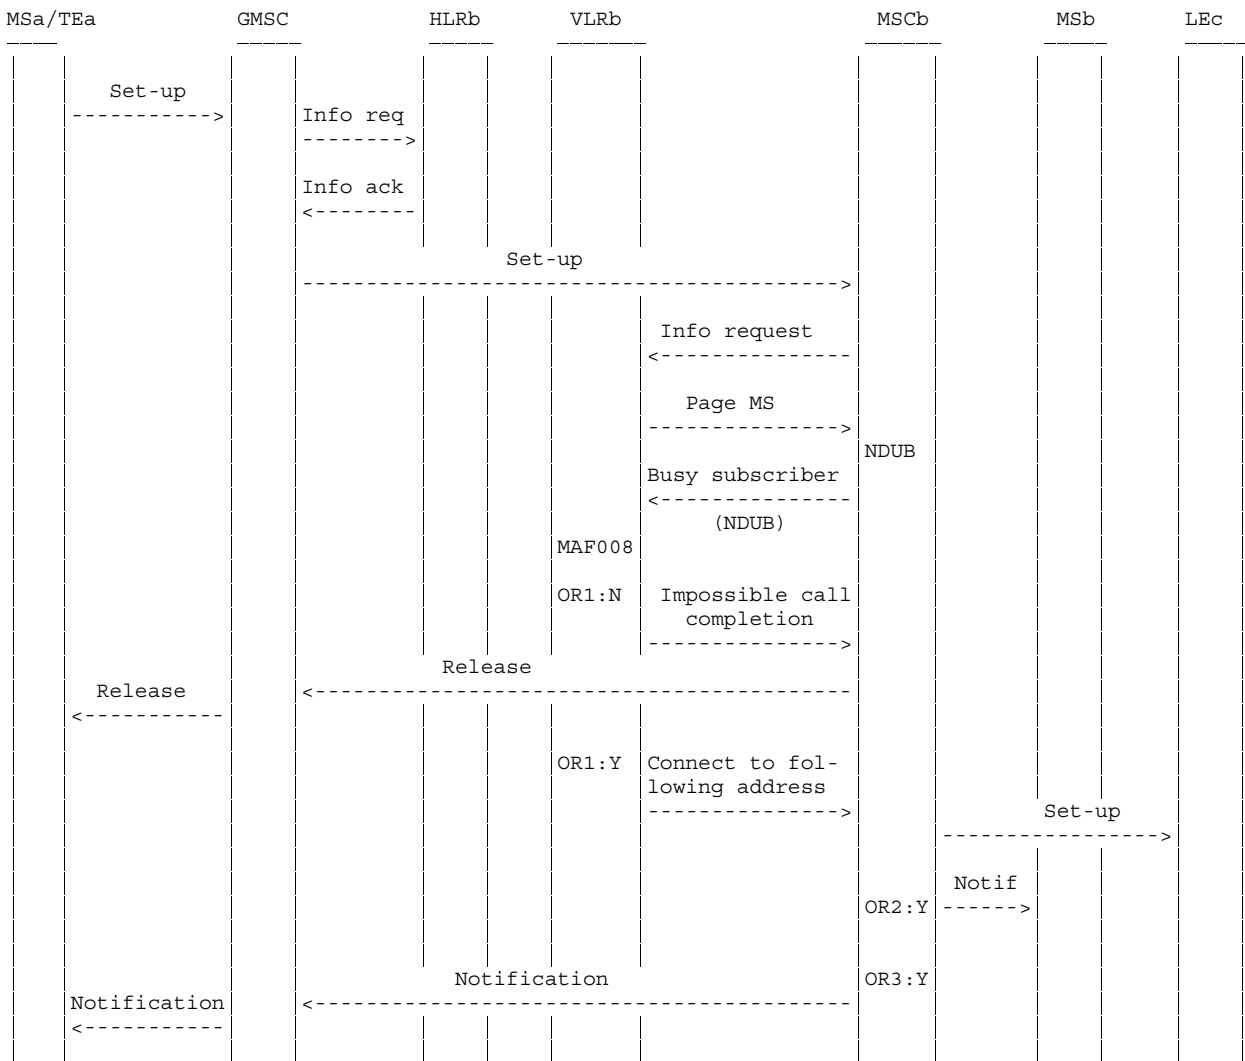 MSa/TEa GMSC HLRb VLRb MSCb MSb LEc
Set-up
Info req
Info ack
Set-up
Info request
Page MS
NDUB
Busy subscriber
(NDUB)
MAF008
OR1:N Impossible call
completion
Release
Release
OR1:Y Connect to fol-
lowing address
Set-up
Notif
OR2:Y
Notification OR3:Y
Notification